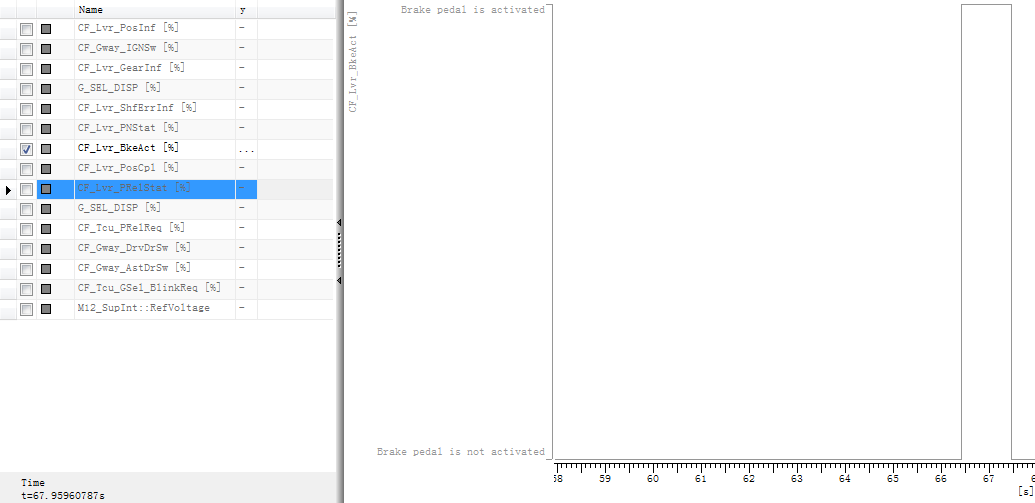 Name y
CF_Lvr_PosInf [%] -
CF_Gway_IGNSw [%] -
CF_Lvr_GearInf [%] -
G_SEL_DISP [%] -
CF_Lvr_ShfErrInf [%] -
CF_Lvr_PNStat [%] -
CF_Lvr_BkeAct [%] ...
CF_Lvr_PosCpl [%] -
CF_Lvr_PRelStat [%] -
G_SEL_DISP [%] -
CF_Tcu_PRelReq [%] -
CF_Gway_DrvDrSw [%] -
CF_Gway_AstDrSw [%] -
CF_Tcu_GSel_BlinkReq [%] -
M12_SupInt::RefVoltage -
Time
t=67.95960787s
CF_Lvr_BkeAct [%]
Brake pedal is activated
Brake pedal is not activated
58 59 60 61 62 63 64 65 66 67
[s]